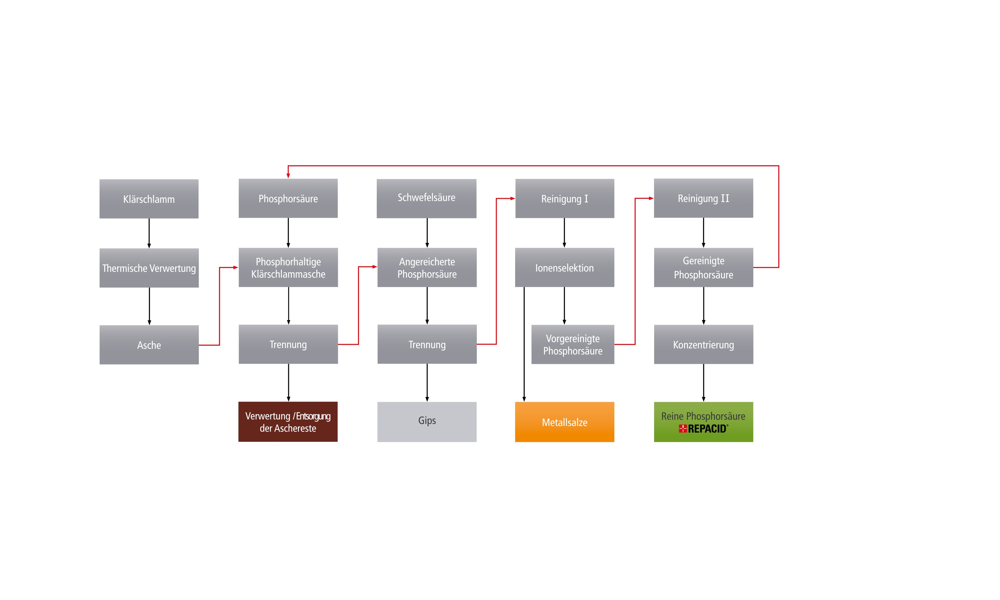 Klärschlamm
Phosphorsäure
Schwefelsäure
Reinigung I
Reinigung II
Thermische Verwertung
Phosphorhaltige
Klärschlammasche
Angereicherte
Phosphorsäure
Ionenselektion
Gereinigte
Phosphorsäure
Asche
Trennung
Trennung
Vorgereinigte
Phosphorsäure
Konzentrierung
Verwertung / Entsorgung
der Aschereste
Gips
Metallsalze
Reine Phosphorsäure
REPACID®